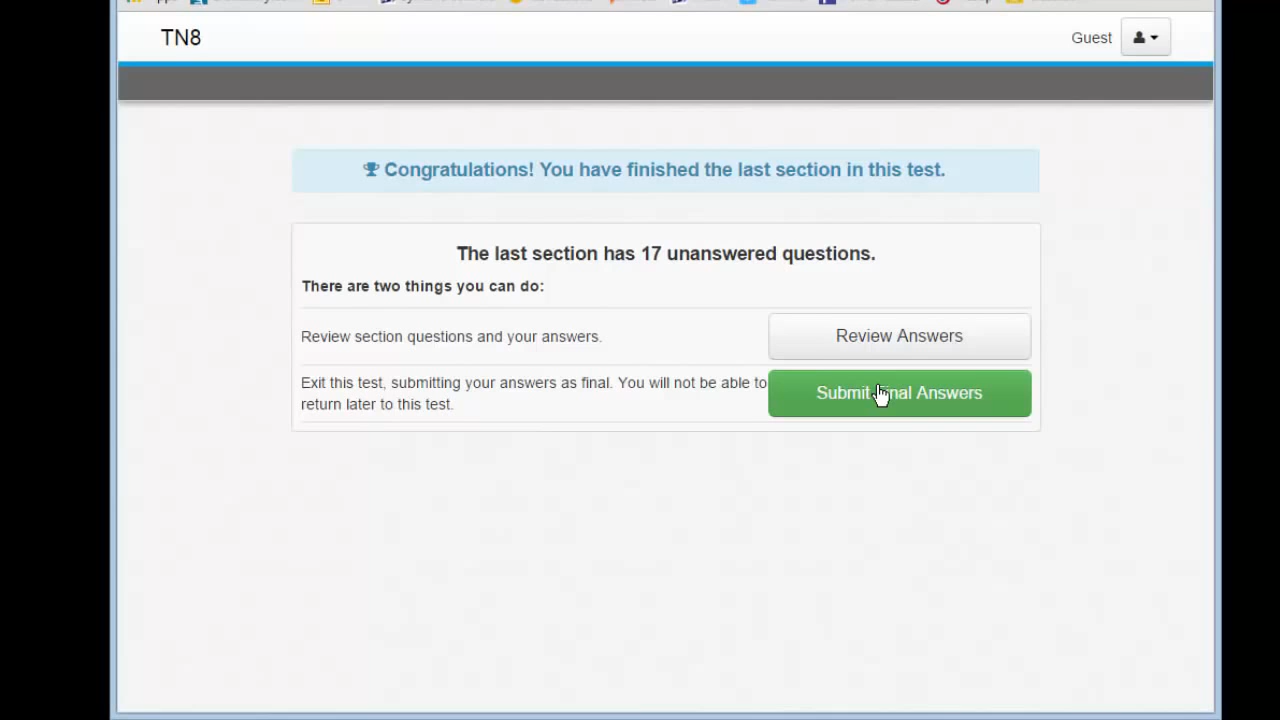 TN8
Guest
Congratulations! You have finished the last section in this test.
The last section has 17 unanswered questions.
There are two things you can do:
Review section questions and your answers.
Review Answers
Exit this test, submitting your answers as final. You will not be able to
return later to this test.
Submit Final Answers